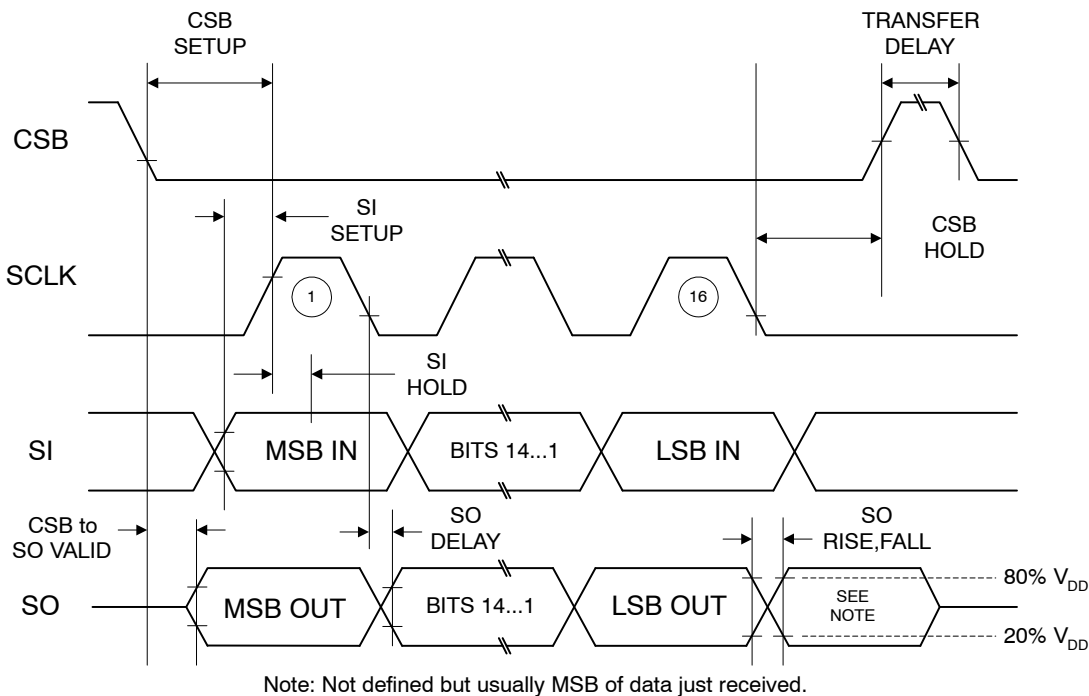 CSB
SETUP
TRANSFER
DELAY
CSB
SI
SETUP
CSB
HOLD
SCLK
1
16
SI
HOLD
SI
MSB IN
BITS 14...1
LSB IN
CSB to
SO VALID
SO
DELAY
SO
RISE,FALL
80% VDD
SO
MSB OUT
BITS 14...1
LSB OUT
SEE
NOTE
20% VDD
Note: Not defined but usually MSB of data just received.